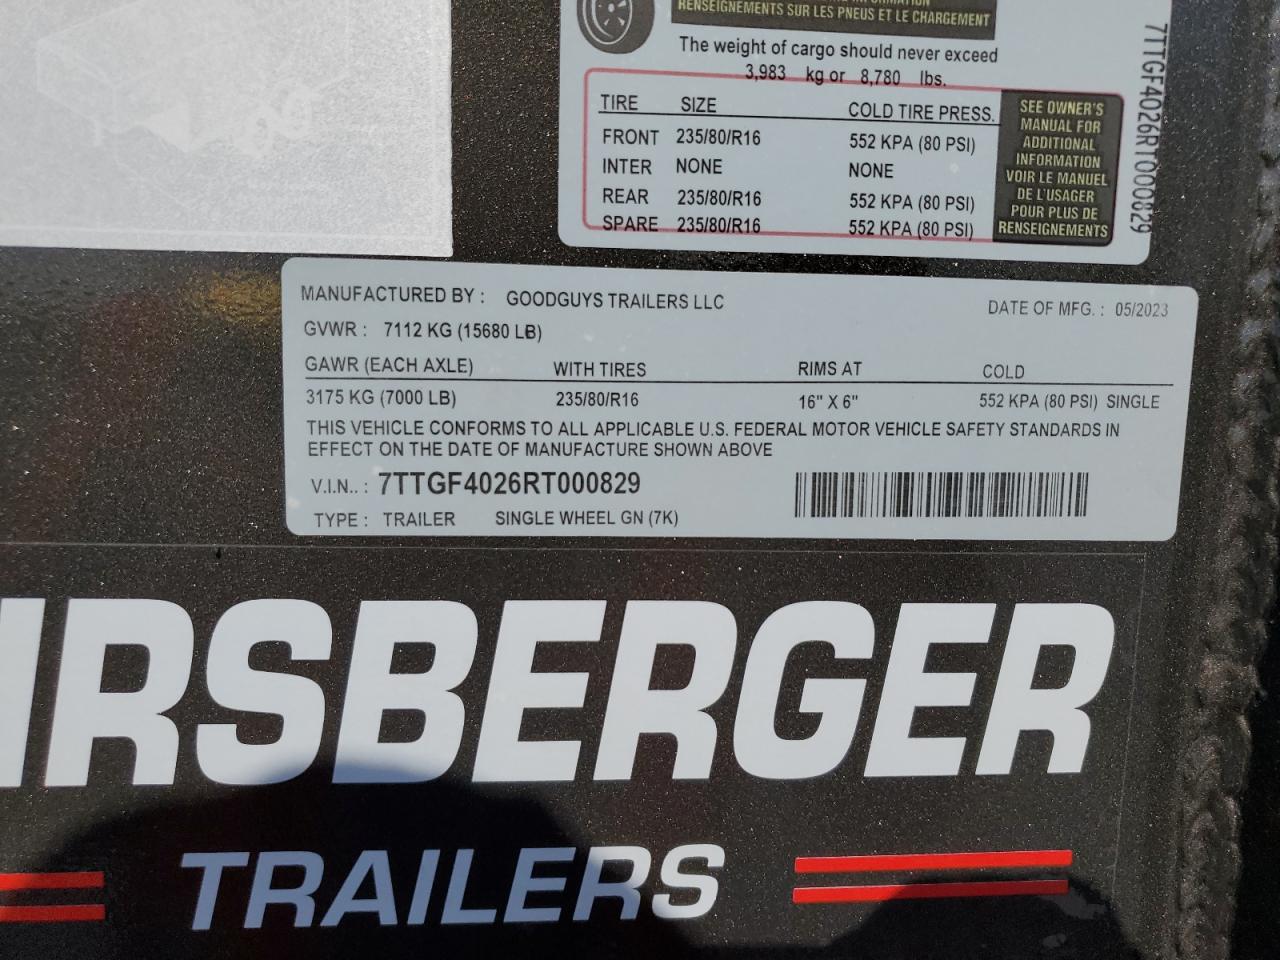 RENSEIGNEMENTS SUR LES PNEUS ET LE CHARGEMENT
The weight of cargo should never exceed
3,983 kg or 8,780 lbs.
TIRE SIZE COLD TIRE PRESS.
FRONT 235/80/R16 552 KPA (80 PSI)
INTER NONE NONE
REAR 235/80/R16 552 KPA (80 PSI)
SPARE 235/80/R16 552 KPA (80 PSI)
SEE OWNER'S
MANUAL FOR
ADDITIONAL
INFORMATION
VOIR LE MANUEL
DE L'USAGER
POUR PLUS DE
RENSEIGNEMENTS
7TTGF4026RT000829
MANUFACTURED BY : GOODGUYS TRAILERS LLC DATE OF MFG. : 05/2023
GVWR : 7112 KG (15680 LB)
GAWR (EACH AXLE) WITH TIRES RIMS AT COLD
3175 KG (7000 LB) 235/80/R16 16" X 6" 552 KPA (80 PSI) SINGLE
THIS VEHICLE CONFORMS TO ALL APPLICABLE U.S. FEDERAL MOTOR VEHICLE SAFETY STANDARDS IN
EFFECT ON THE DATE OF MANUFACTURE SHOWN ABOVE
V.I.N.. : 7TTGF4026RT000829
TYPE : TRAILER SINGLE WHEEL GN (7K)
IRSBERGER
TRAILERS